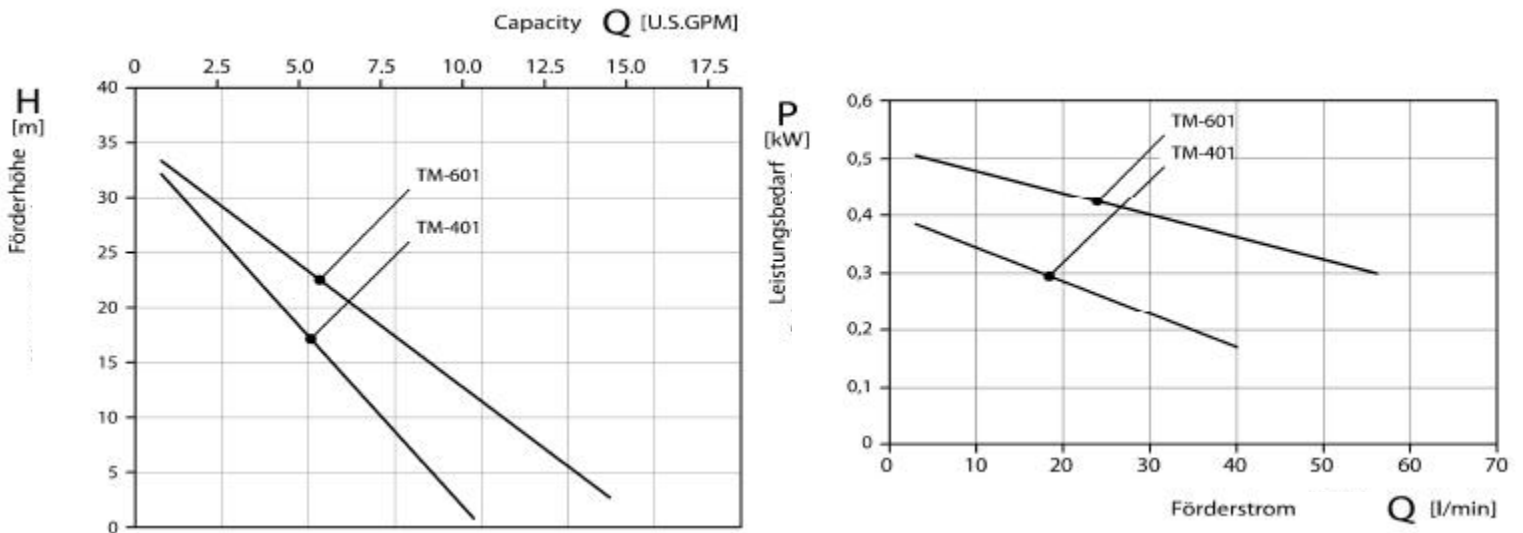 Capacity Q [U.S.GPM]
0 2.5 5.0 7.5 10.0 12.5 15.0 17.5
H
[m]
Förderhöhe
40
35
30
25
20
15
10
5
0
TM-601
TM-401
P
[kW]
Leistungsbedarf
0,6
0,5
0,4
0,3
0,2
0,1
0
TM-601
TM-401
0 10 20 30 40 50 60 70
Förderstrom Q [l/min]